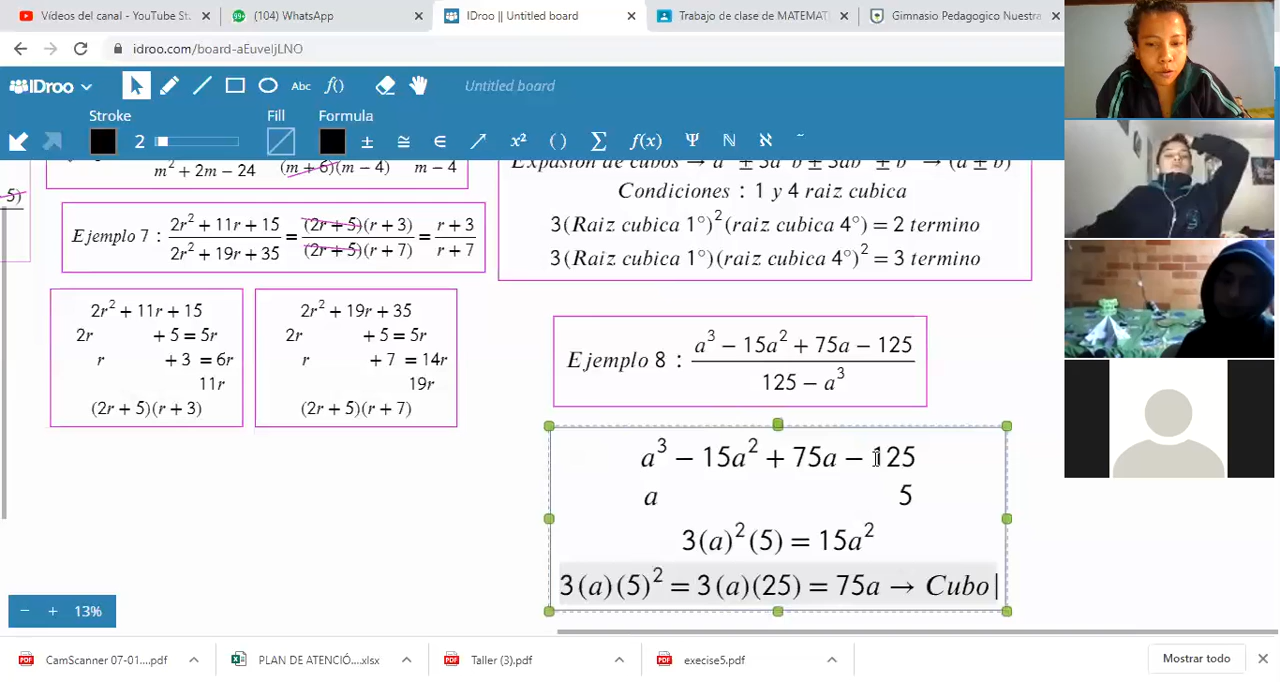 Vídeos del canal - YouTube St. × (104) WhatsApp × IDroo || Untitled board × Trabajo de clase de MATEMAT × Gimnasio Pedagogico Nuestra ×
idroo.com/board-aEuveIjLNO
IDroo Abc f() Untitled board
Stroke Fill Formula
2 ± ≅ ∈ x² ( ) ∑ f(x) Ψ ℕ ℵ ~
m² + 2m − 24 (m + 6)(m − 4) m − 4
5)
Ejemplo 7 : (2r² + 11r + 15)/(2r² + 19r + 35) = ((2r + 5)(r + 3))/((2r + 5)(r + 7)) = (r + 3)/(r + 7)
2r² + 11r + 15
2r + 5 = 5r
r + 3 = 6r
11r
(2r + 5)(r + 3)
2r² + 19r + 35
2r + 5 = 5r
r + 7 = 14r
19r
(2r + 5)(r + 7)
Condiciones : 1 y 4 raiz cubica
3(Raiz cubica 1°)²(raiz cubica 4°) = 2 termino
3(Raiz cubica 1°)(raiz cubica 4°)² = 3 termino
Ejemplo 8 : (a³ − 15a² + 75a − 125)/(125 − a³)
a³ − 15a² + 75a − 125
a 5
3(a)²(5) = 15a²
3(a)(5)² = 3(a)(25) = 75a → Cubo
− + 13%
CamScanner 07-01....pdf PLAN DE ATENCIÓ....xlsx Taller (3).pdf execise5.pdf Mostrar todo ×